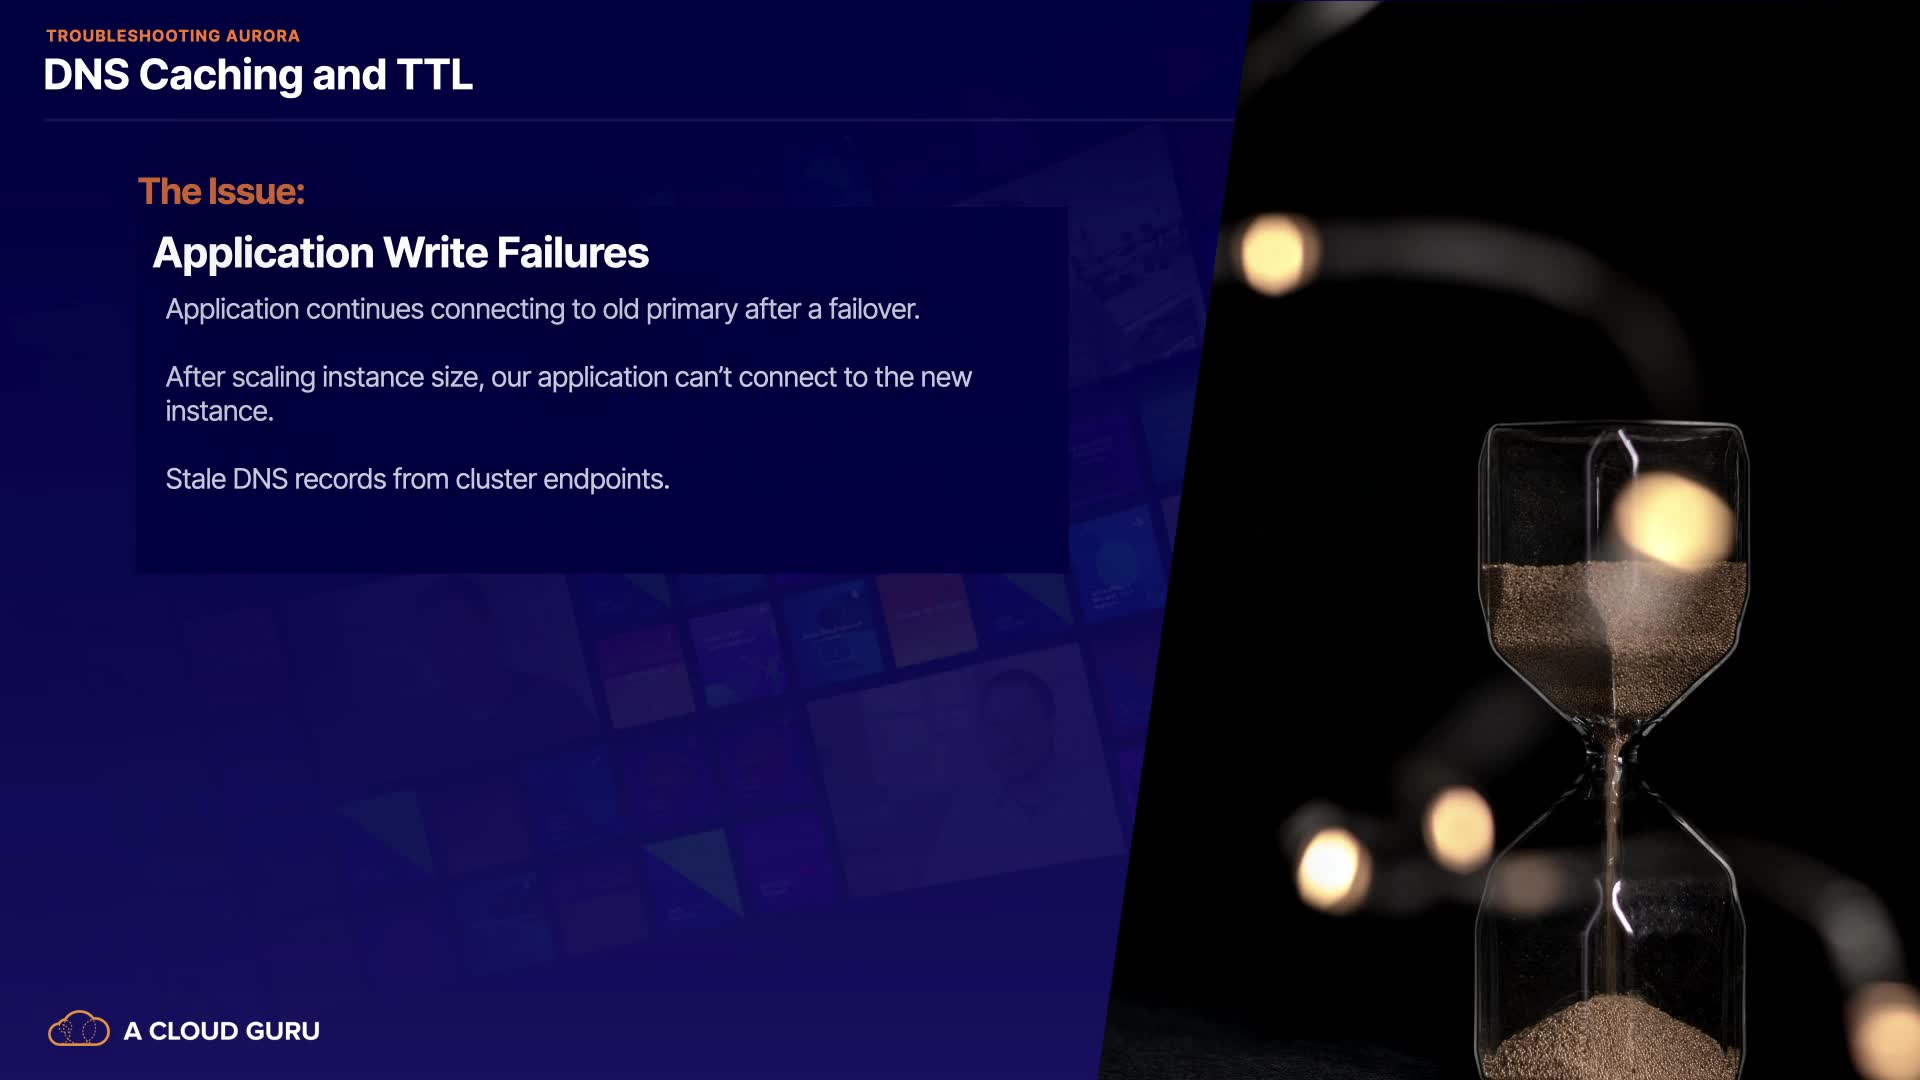 TROUBLESHOOTING AURORA
DNS Caching and TTL
The Issue:
Application Write Failures
Application continues connecting to old primary after a failover.
After scaling instance size, our application can’t connect to the new
instance.
Stale DNS records from cluster endpoints.
A CLOUD GURU